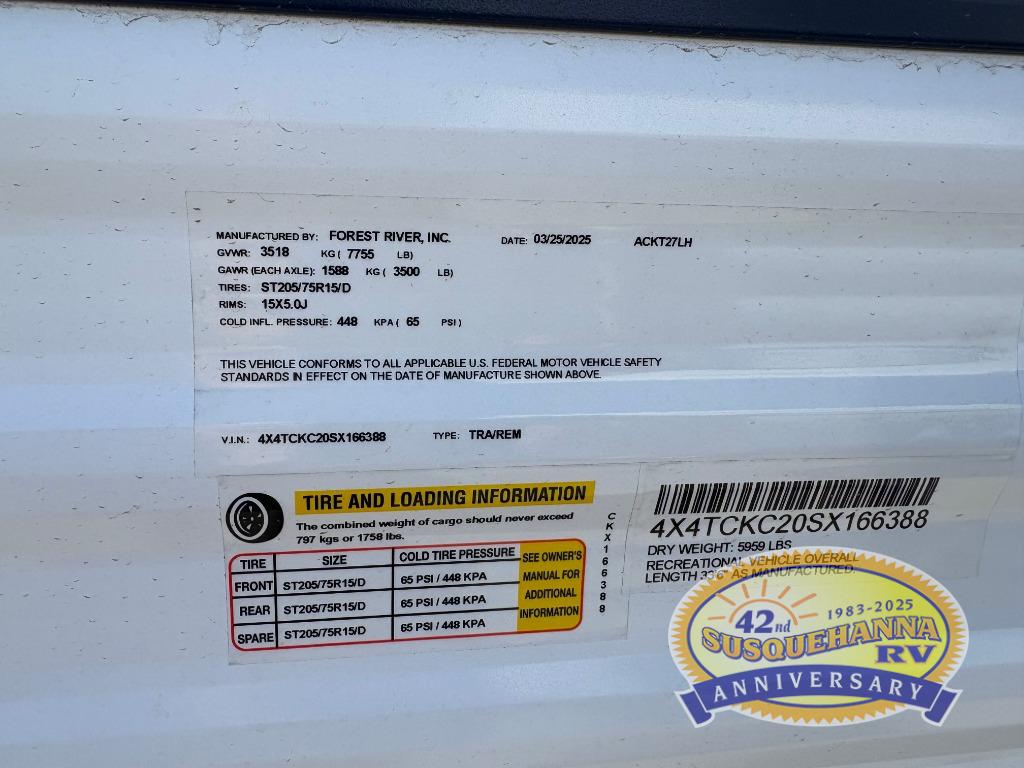 MANUFACTURED BY: FOREST RIVER, INC. DATE: 03/25/2025 ACKT27LH
GVWR: 3518 KG ( 7755 LB)
GAWR (EACH AXLE): 1588 KG ( 3500 LB)
TIRES: ST205/75R15/D
RIMS: 15X5.0J
COLD INFL. PRESSURE: 448 KPA ( 65 PSI )
THIS VEHICLE CONFORMS TO ALL APPLICABLE U.S. FEDERAL MOTOR VEHICLE SAFETY
STANDARDS IN EFFECT ON THE DATE OF MANUFACTURE SHOWN ABOVE.
V.I.N.: 4X4TCKC20SX166388 TYPE: TRA/REM
TIRE AND LOADING INFORMATION
The combined weight of cargo should never exceed
797 kgs or 1758 lbs.
TIRE SIZE COLD TIRE PRESSURE
FRONT ST205/75R15/D 65 PSI / 448 KPA
REAR ST205/75R15/D 65 PSI / 448 KPA
SPARE ST205/75R15/D 65 PSI / 448 KPA
SEE OWNER'S
MANUAL FOR
ADDITIONAL
INFORMATION
CKX166388
4X4TCKC20SX166388
DRY WEIGHT: 5959 LBS
RECREATIONAL VEHICLE OVERALL
LENGTH AS MANUFACTURED.
42nd 1983-2025
SUSQUEHANNA
RV
ANNIVERSARY